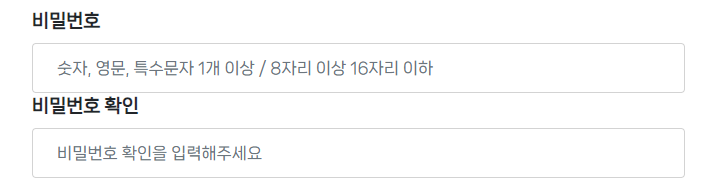 비밀번호
숫자, 영문, 특수문자 1개 이상 / 8자리 이상 16자리 이하
비밀번호 확인
비밀번호 확인을 입력해주세요